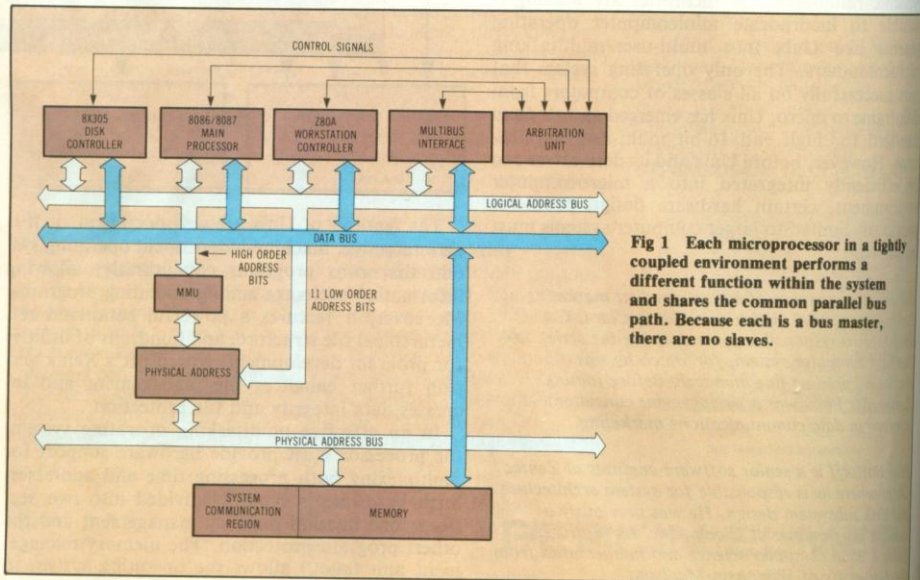 CONTROL SIGNALS
8X305
DISK
CONTROLLER
8086/8087
MAIN
PROCESSOR
Z80A
WORKSTATION
CONTROLLER
MULTIBUS
INTERFACE
ARBITRATION
UNIT
LOGICAL ADDRESS BUS
DATA BUS
HIGH ORDER
ADDRESS
BITS
11 LOW ORDER
ADDRESS BITS
MMU
PHYSICAL ADDRESS
PHYSICAL ADDRESS BUS
SYSTEM
COMMUNICATION
REGION
MEMORY
Fig 1 Each microprocessor in a tightly
coupled environment performs a
different function within the system
and shares the common parallel bus
path. Because each is a bus master,
there are no slaves.